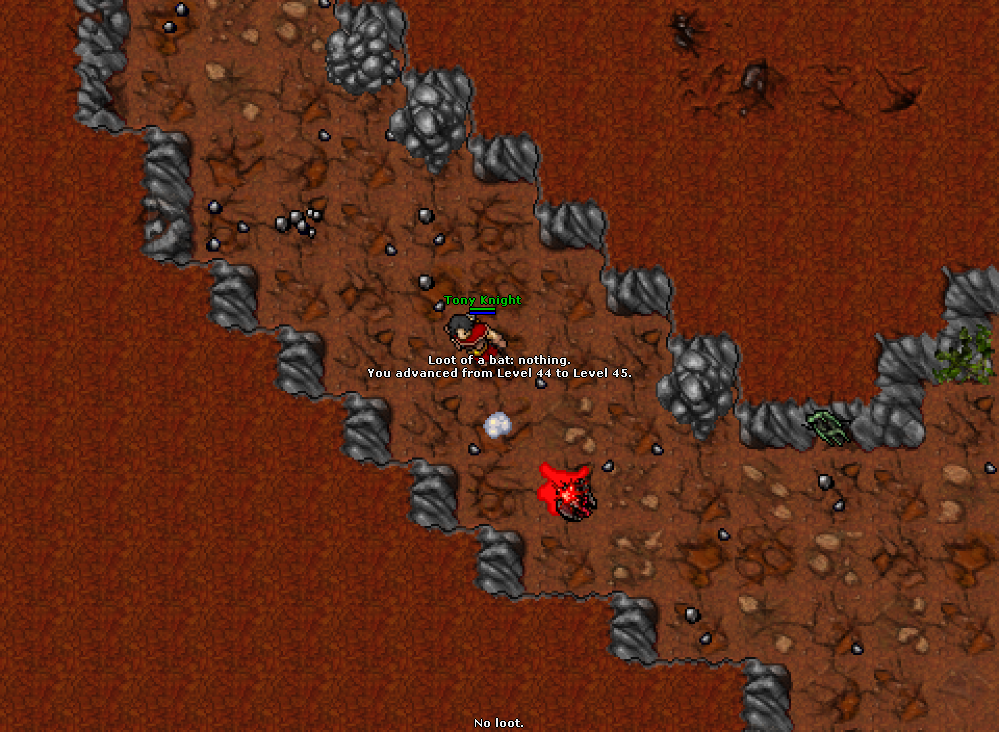 Tony Knight
Loot of a bat: nothing.
You advanced from Level 44 to Level 45.
No loot.